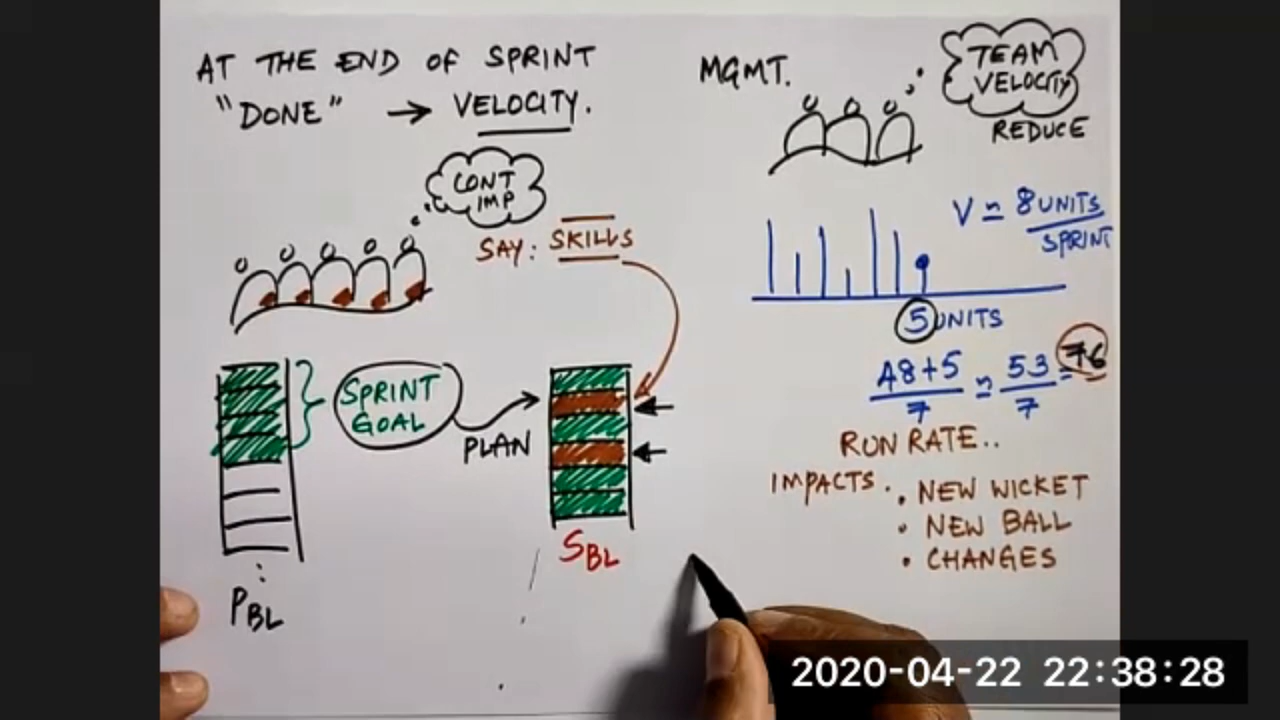 AT THE END OF SPRINT
"DONE" → VELOCITY.
CONT
IMP
SAY: SKILLS
SPRINT
GOAL
PLAN
PBL
SBL
MGMT.
TEAM
VELOCITY
REDUCE
V ≃ 8 UNITS
SPRINT
5 UNITS
48+5 ≃ 53 = 7.6
7 7
RUN RATE..
IMPACTS. • NEW WICKET
• NEW BALL
• CHANGES
2020-04-22 22:38:28